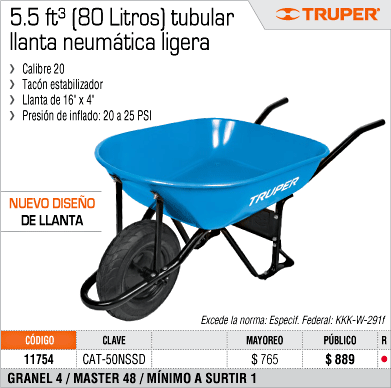 5.5 ft³ (80 Litros) tubular
llanta neumática ligera
TRUPER®
Calibre 20
Tacón estabilizador
Llanta de 16" x 4"
Presión de inflado: 20 a 25 PSI
TRUPER
NUEVO DISEÑO
DE LLANTA
Excede la norma: Especif. Federal: KKK-W-291f
CÓDIGO CLAVE MAYOREO PÚBLICO R
11754 CAT-50NSSD $ 765 $ 889
GRANEL 4 / MASTER 48 / MÍNIMO A SURTIR 1